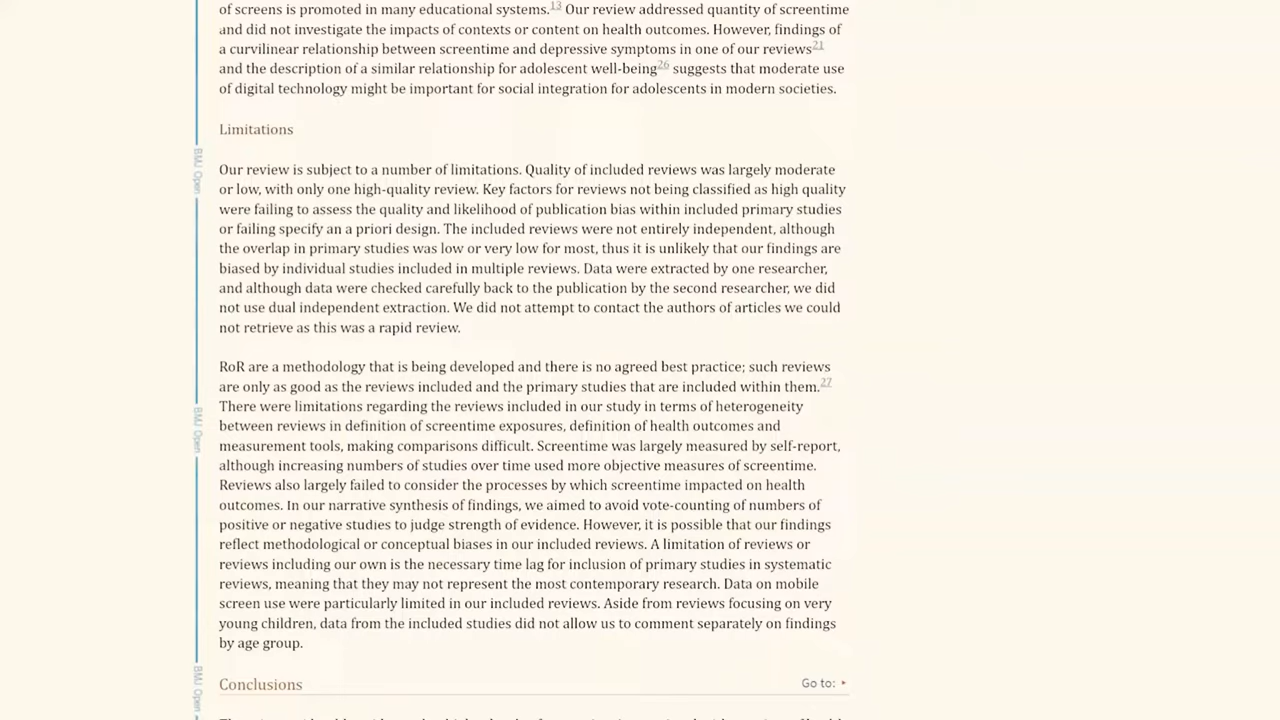 of screens is promoted in many educational systems.13 Our review addressed quantity of screentime
and did not investigate the impacts of contexts or content on health outcomes. However, findings of
a curvilinear relationship between screentime and depressive symptoms in one of our reviews21
and the description of a similar relationship for adolescent well-being26 suggests that moderate use
of digital technology might be important for social integration for adolescents in modern societies.
Limitations
Our review is subject to a number of limitations. Quality of included reviews was largely moderate
or low, with only one high-quality review. Key factors for reviews not being classified as high quality
were failing to assess the quality and likelihood of publication bias within included primary studies
or failing specify an a priori design. The included reviews were not entirely independent, although
the overlap in primary studies was low or very low for most, thus it is unlikely that our findings are
biased by individual studies included in multiple reviews. Data were extracted by one researcher,
and although data were checked carefully back to the publication by the second researcher, we did
not use dual independent extraction. We did not attempt to contact the authors of articles we could
not retrieve as this was a rapid review.
RoR are a methodology that is being developed and there is no agreed best practice; such reviews
are only as good as the reviews included and the primary studies that are included within them.27
There were limitations regarding the reviews included in our study in terms of heterogeneity
between reviews in definition of screentime exposures, definition of health outcomes and
measurement tools, making comparisons difficult. Screentime was largely measured by self-report,
although increasing numbers of studies over time used more objective measures of screentime.
Reviews also largely failed to consider the processes by which screentime impacted on health
outcomes. In our narrative synthesis of findings, we aimed to avoid vote-counting of numbers of
positive or negative studies to judge strength of evidence. However, it is possible that our findings
reflect methodological or conceptual biases in our included reviews. A limitation of reviews or
reviews including our own is the necessary time lag for inclusion of primary studies in systematic
reviews, meaning that they may not represent the most contemporary research. Data on mobile
screen use were particularly limited in our included reviews. Aside from reviews focusing on very
young children, data from the included studies did not allow us to comment separately on findings
by age group.
Conclusions
Go to:
BMJ Open
BMJ Open
BMJ Open